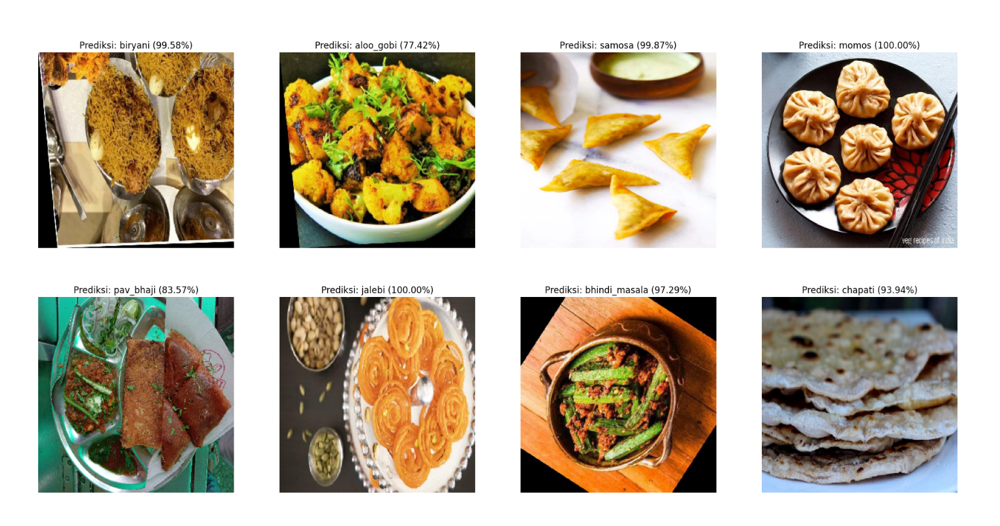 Prediksi: biryani (99.58%)
Prediksi: aloo_gobi (77.42%)
Prediksi: samosa (99.87%)
Prediksi: momos (100.00%)
veg recipes of india
Prediksi: pav_bhaji (83.57%)
Prediksi: jalebi (100.00%)
Prediksi: bhindi_masala (97.29%)
Prediksi: chapati (93.94%)